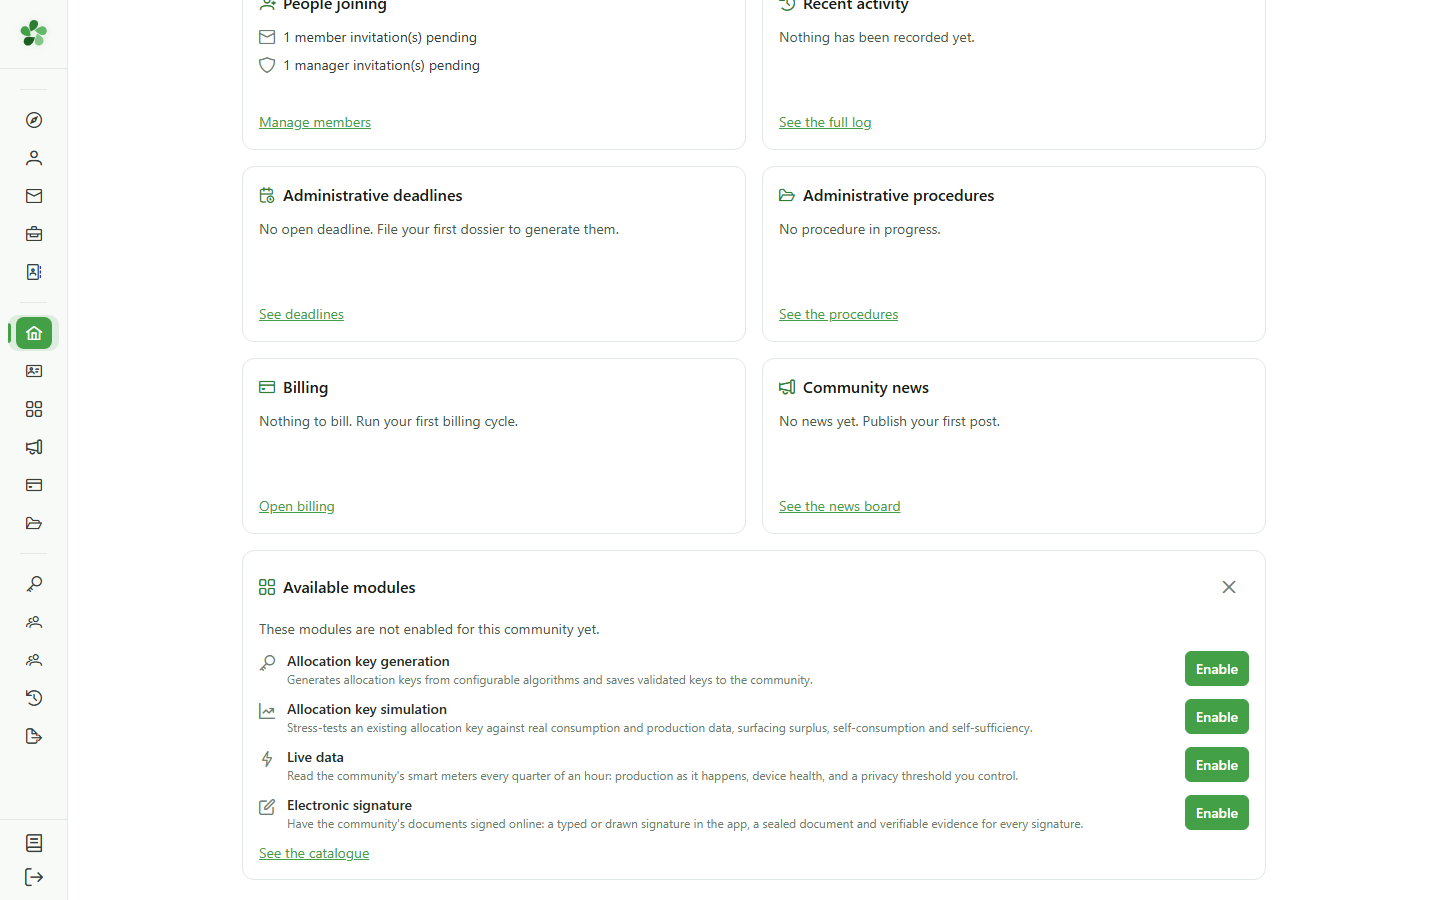 People joining
1 member invitation(s) pending
1 manager invitation(s) pending
Manage members
Recent activity
Nothing has been recorded yet.
See the full log
Administrative deadlines
No open deadline. File your first dossier to generate them.
See deadlines
Administrative procedures
No procedure in progress.
See the procedures
Billing
Nothing to bill. Run your first billing cycle.
Open billing
Community news
No news yet. Publish your first post.
See the news board
Available modules
These modules are not enabled for this community yet.
Allocation key generation
Generates allocation keys from configurable algorithms and saves validated keys to the community.
Enable
Allocation key simulation
Stress-tests an existing allocation key against real consumption and production data, surfacing surplus, self-consumption and self-sufficiency.
Enable
Live data
Read the community's smart meters every quarter of an hour: production as it happens, device health, and a privacy threshold you control.
Enable
Electronic signature
Have the community's documents signed online: a typed or drawn signature in the app, a sealed document and verifiable evidence for every signature.
Enable
See the catalogue